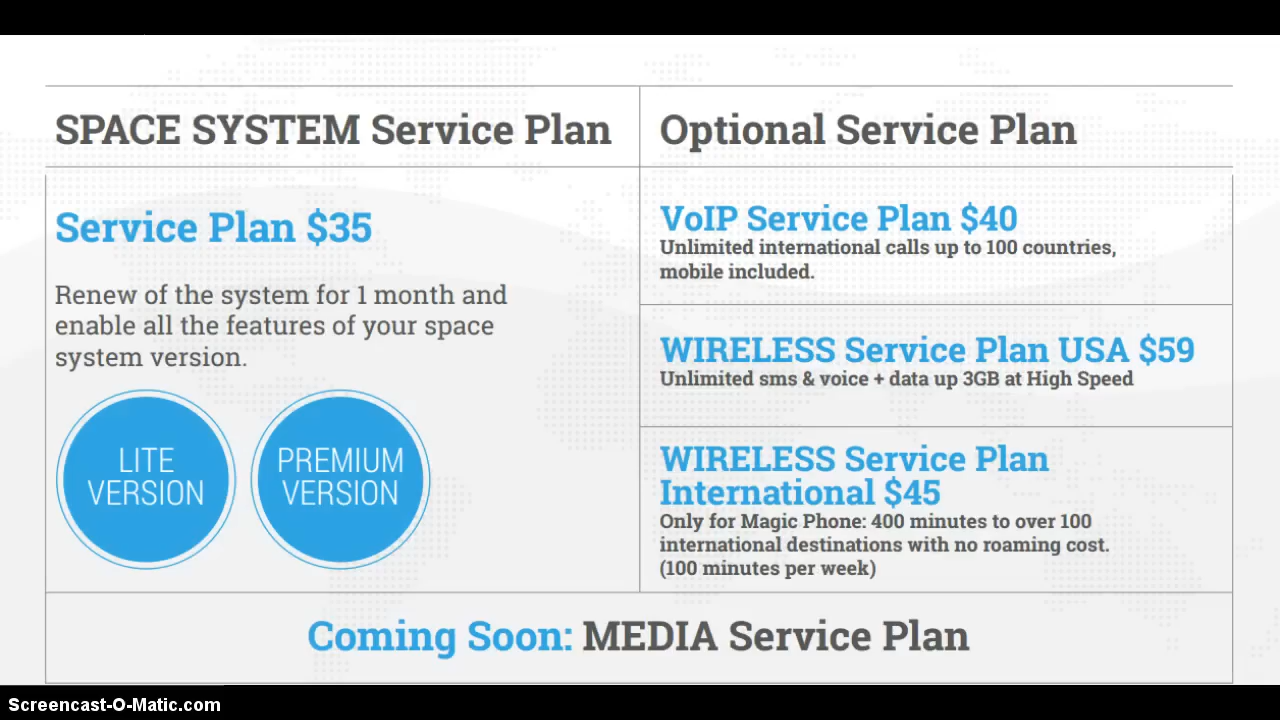 SPACE SYSTEM Service Plan
Service Plan $35
Renew of the system for 1 month and
enable all the features of your space
system version.
LITE
VERSION
PREMIUM
VERSION
Optional Service Plan
VoIP Service Plan $40
Unlimited international calls up to 100 countries,
mobile included.
WIRELESS Service Plan USA $59
Unlimited sms & voice + data up 3GB at High Speed
WIRELESS Service Plan
International $45
Only for Magic Phone: 400 minutes to over 100
international destinations with no roaming cost.
(100 minutes per week)
Coming Soon: MEDIA Service Plan
Screencast-O-Matic.com